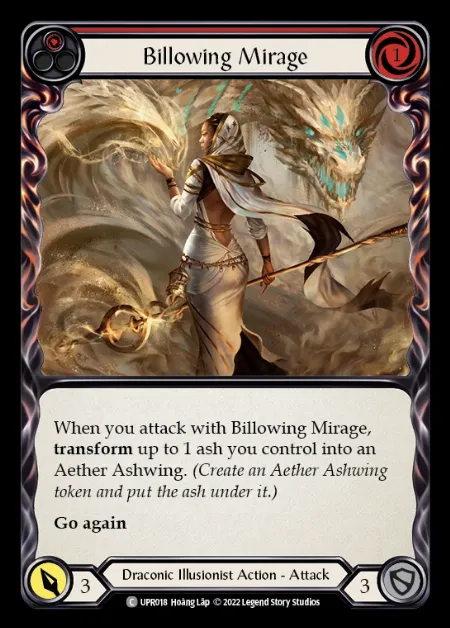 Billowing Mirage
1
When you attack with Billowing Mirage,
transform up to 1 ash you control into an
Aether Ashwing. (Create an Aether Ashwing
token and put the ash under it.)
Go again
3
Draconic Illusionist Action - Attack
3
C UPR018 Hoàng Lập © 2022 Legend Story Studios